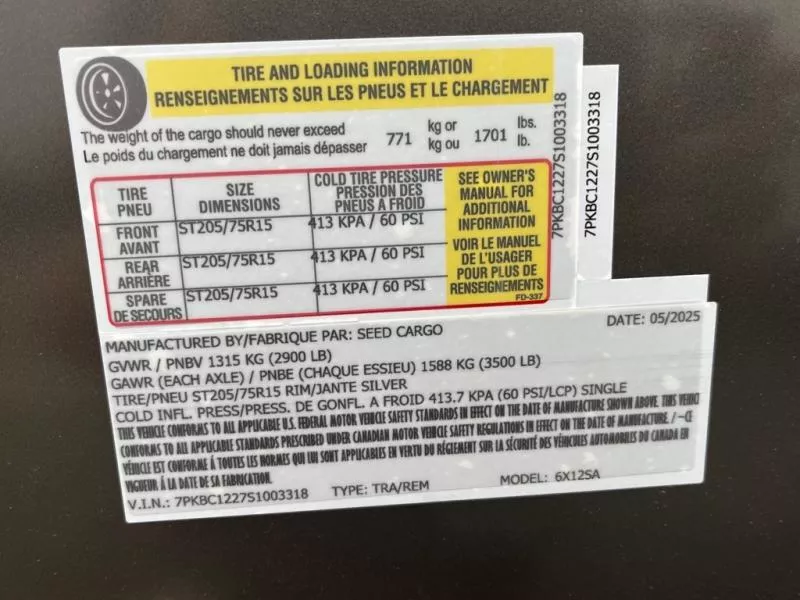 TIRE AND LOADING INFORMATION
RENSEIGNEMENTS SUR LES PNEUS ET LE CHARGEMENT
The weight of the cargo should never exceed 771 kg or 1701 lbs.
Le poids du chargement ne doit jamais dépasser kg ou lb.
TIRE PNEU
SIZE DIMENSIONS
COLD TIRE PRESSURE
PRESSION DES
PNEUS A FROID
FRONT AVANT ST205/75R15 413 KPA / 60 PSI
REAR ARRIÈRE ST205/75R15 413 KPA / 60 PSI
SPARE DE SECOURS ST205/75R15 413 KPA / 60 PSI
SEE OWNER'S
MANUAL FOR
ADDITIONAL
INFORMATION
VOIR LE MANUEL
DE L'USAGER
POUR PLUS DE
RENSEIGNEMENTS
FD-337
7PKBC1227S1003318
7PKBC1227S1003318
MANUFACTURED BY/FABRIQUE PAR: SEED CARGO DATE: 05/2025
GVWR / PNBV 1315 KG (2900 LB)
GAWR (EACH AXLE) / PNBE (CHAQUE ESSIEU) 1588 KG (3500 LB)
TIRE/PNEU ST205/75R15 RIM/JANTE SILVER
COLD INFL. PRESS/PRESS. DE GONFL. A FROID 413.7 KPA (60 PSI/LCP) SINGLE
THIS VEHICLE CONFORMS TO ALL APPLICABLE U.S. FEDERAL MOTOR VEHICLE SAFETY STANDARDS IN EFFECT ON THE DATE OF MANUFACTURE SHOWN ABOVE. THIS VEHICLE
CONFORMS TO ALL APPLICABLE STANDARDS PRESCRIBED UNDER CANADIAN MOTOR VEHICLE SAFETY REGULATIONS IN EFFECT ON THE DATE OF MANUFACTURE. / –CE
VÉHICLE EST CONFORME À TOUTES LES NORMES QUI LUI SONT APPLICABLES EN VERTU DU RÉGLEMENT SUR LA SÉCURITÉ DES VÉHICULES AUTOMOBILES DU CANADA EN
VIGUEUR À LA DATE DE SA FABRICATION.
V.I.N.: 7PKBC1227S1003318 TYPE: TRA/REM MODEL: 6X12SA